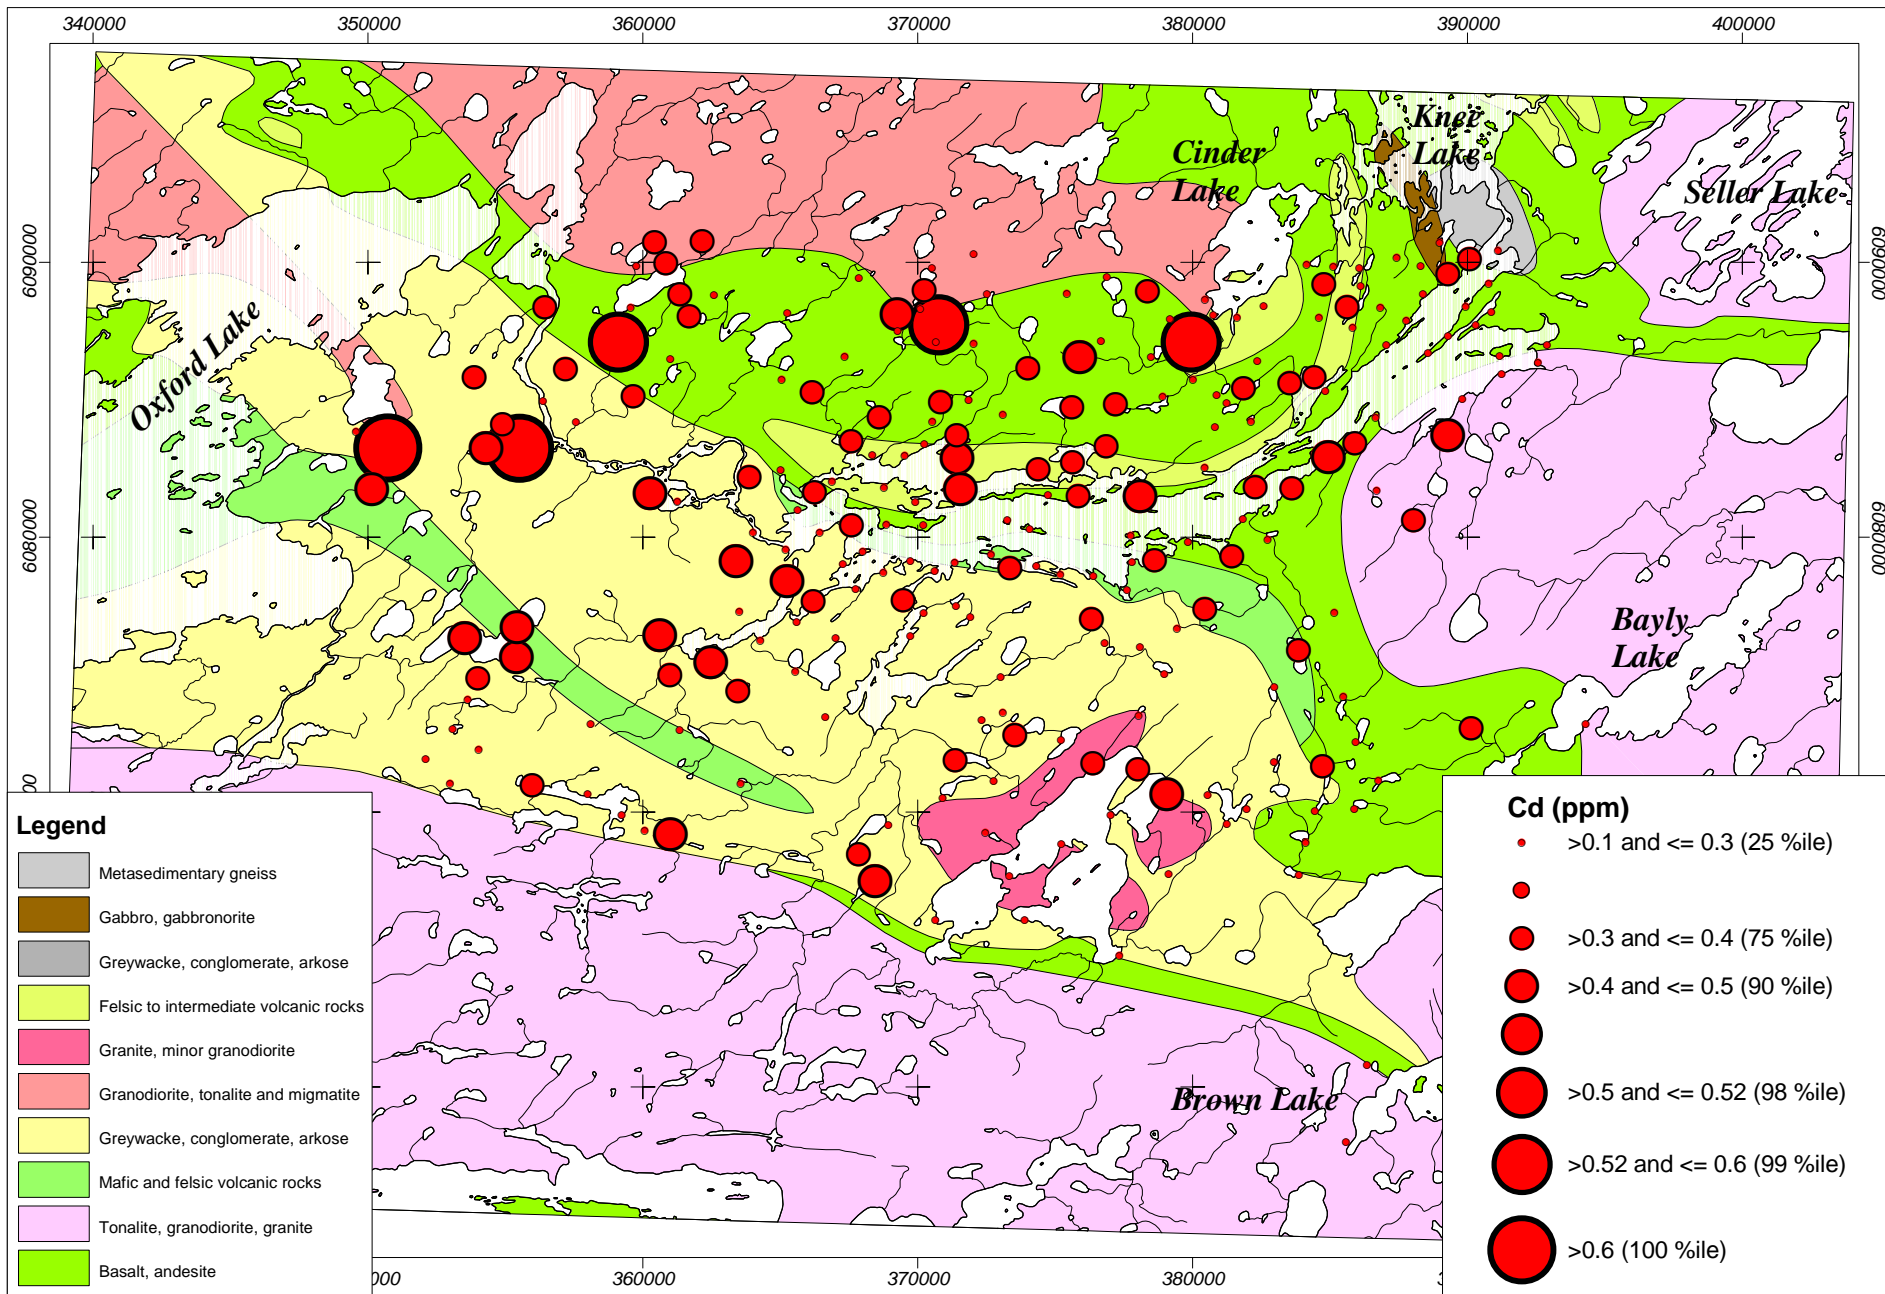 340000 350000 360000 370000 380000 390000 400000
Knee
Lake
Cinder
Lake
Seller Lake
6090000
6090000
Oxford Lake
6080000
6080000
Bayly
Lake
Brown Lake
Legend
Metasedimentary gneiss
Gabbro, gabbronorite
Greywacke, conglomerate, arkose
Felsic to intermediate volcanic rocks
Granite, minor granodiorite
Granodiorite, tonalite and migmatite
Greywacke, conglomerate, arkose
Mafic and felsic volcanic rocks
Tonalite, granodiorite, granite
Basalt, andesite
Cd (ppm)
>0.1 and <= 0.3 (25 %ile)
>0.3 and <= 0.4 (75 %ile)
>0.4 and <= 0.5 (90 %ile)
>0.5 and <= 0.52 (98 %ile)
>0.52 and <= 0.6 (99 %ile)
>0.6 (100 %ile)
360000 370000 380000